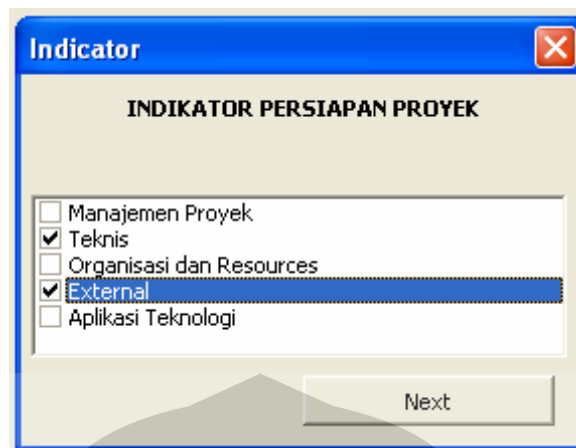 Indicator
INDIKATOR PERSIAPAN PROYEK
Manajemen Proyek
Teknis
Organisasi dan Resources
External
Aplikasi Teknologi
Next